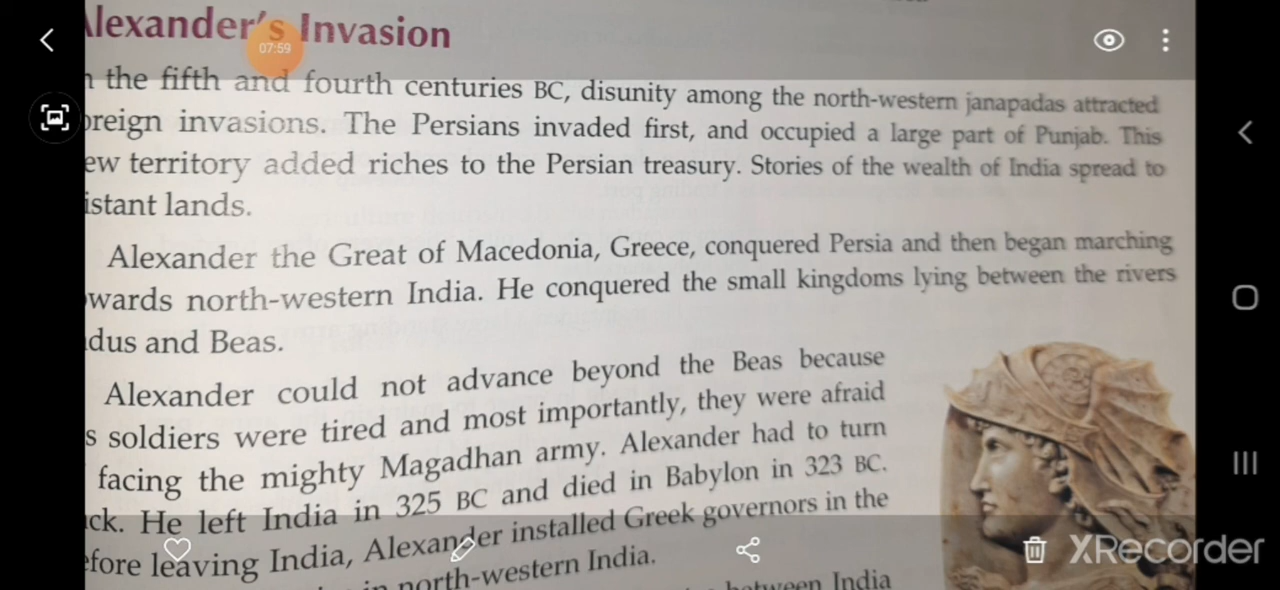 Alexander's Invasion
07:59
n the fifth and fourth centuries BC, disunity among the north-western janapadas attracted
oreign invasions. The Persians invaded first, and occupied a large part of Punjab. This
ew territory added riches to the Persian treasury. Stories of the wealth of India spread to
istant lands.
Alexander the Great of Macedonia, Greece, conquered Persia and then began marching
wards north-western India. He conquered the small kingdoms lying between the rivers
dus and Beas.
Alexander could not advance beyond the Beas because
s soldiers were tired and most importantly, they were afraid
facing the mighty Magadhan army. Alexander had to turn
ck. He left India in 325 BC and died in Babylon in 323 BC.
efore leaving India, Alexander installed Greek governors in the
in north-western India.
between India
XRecorder